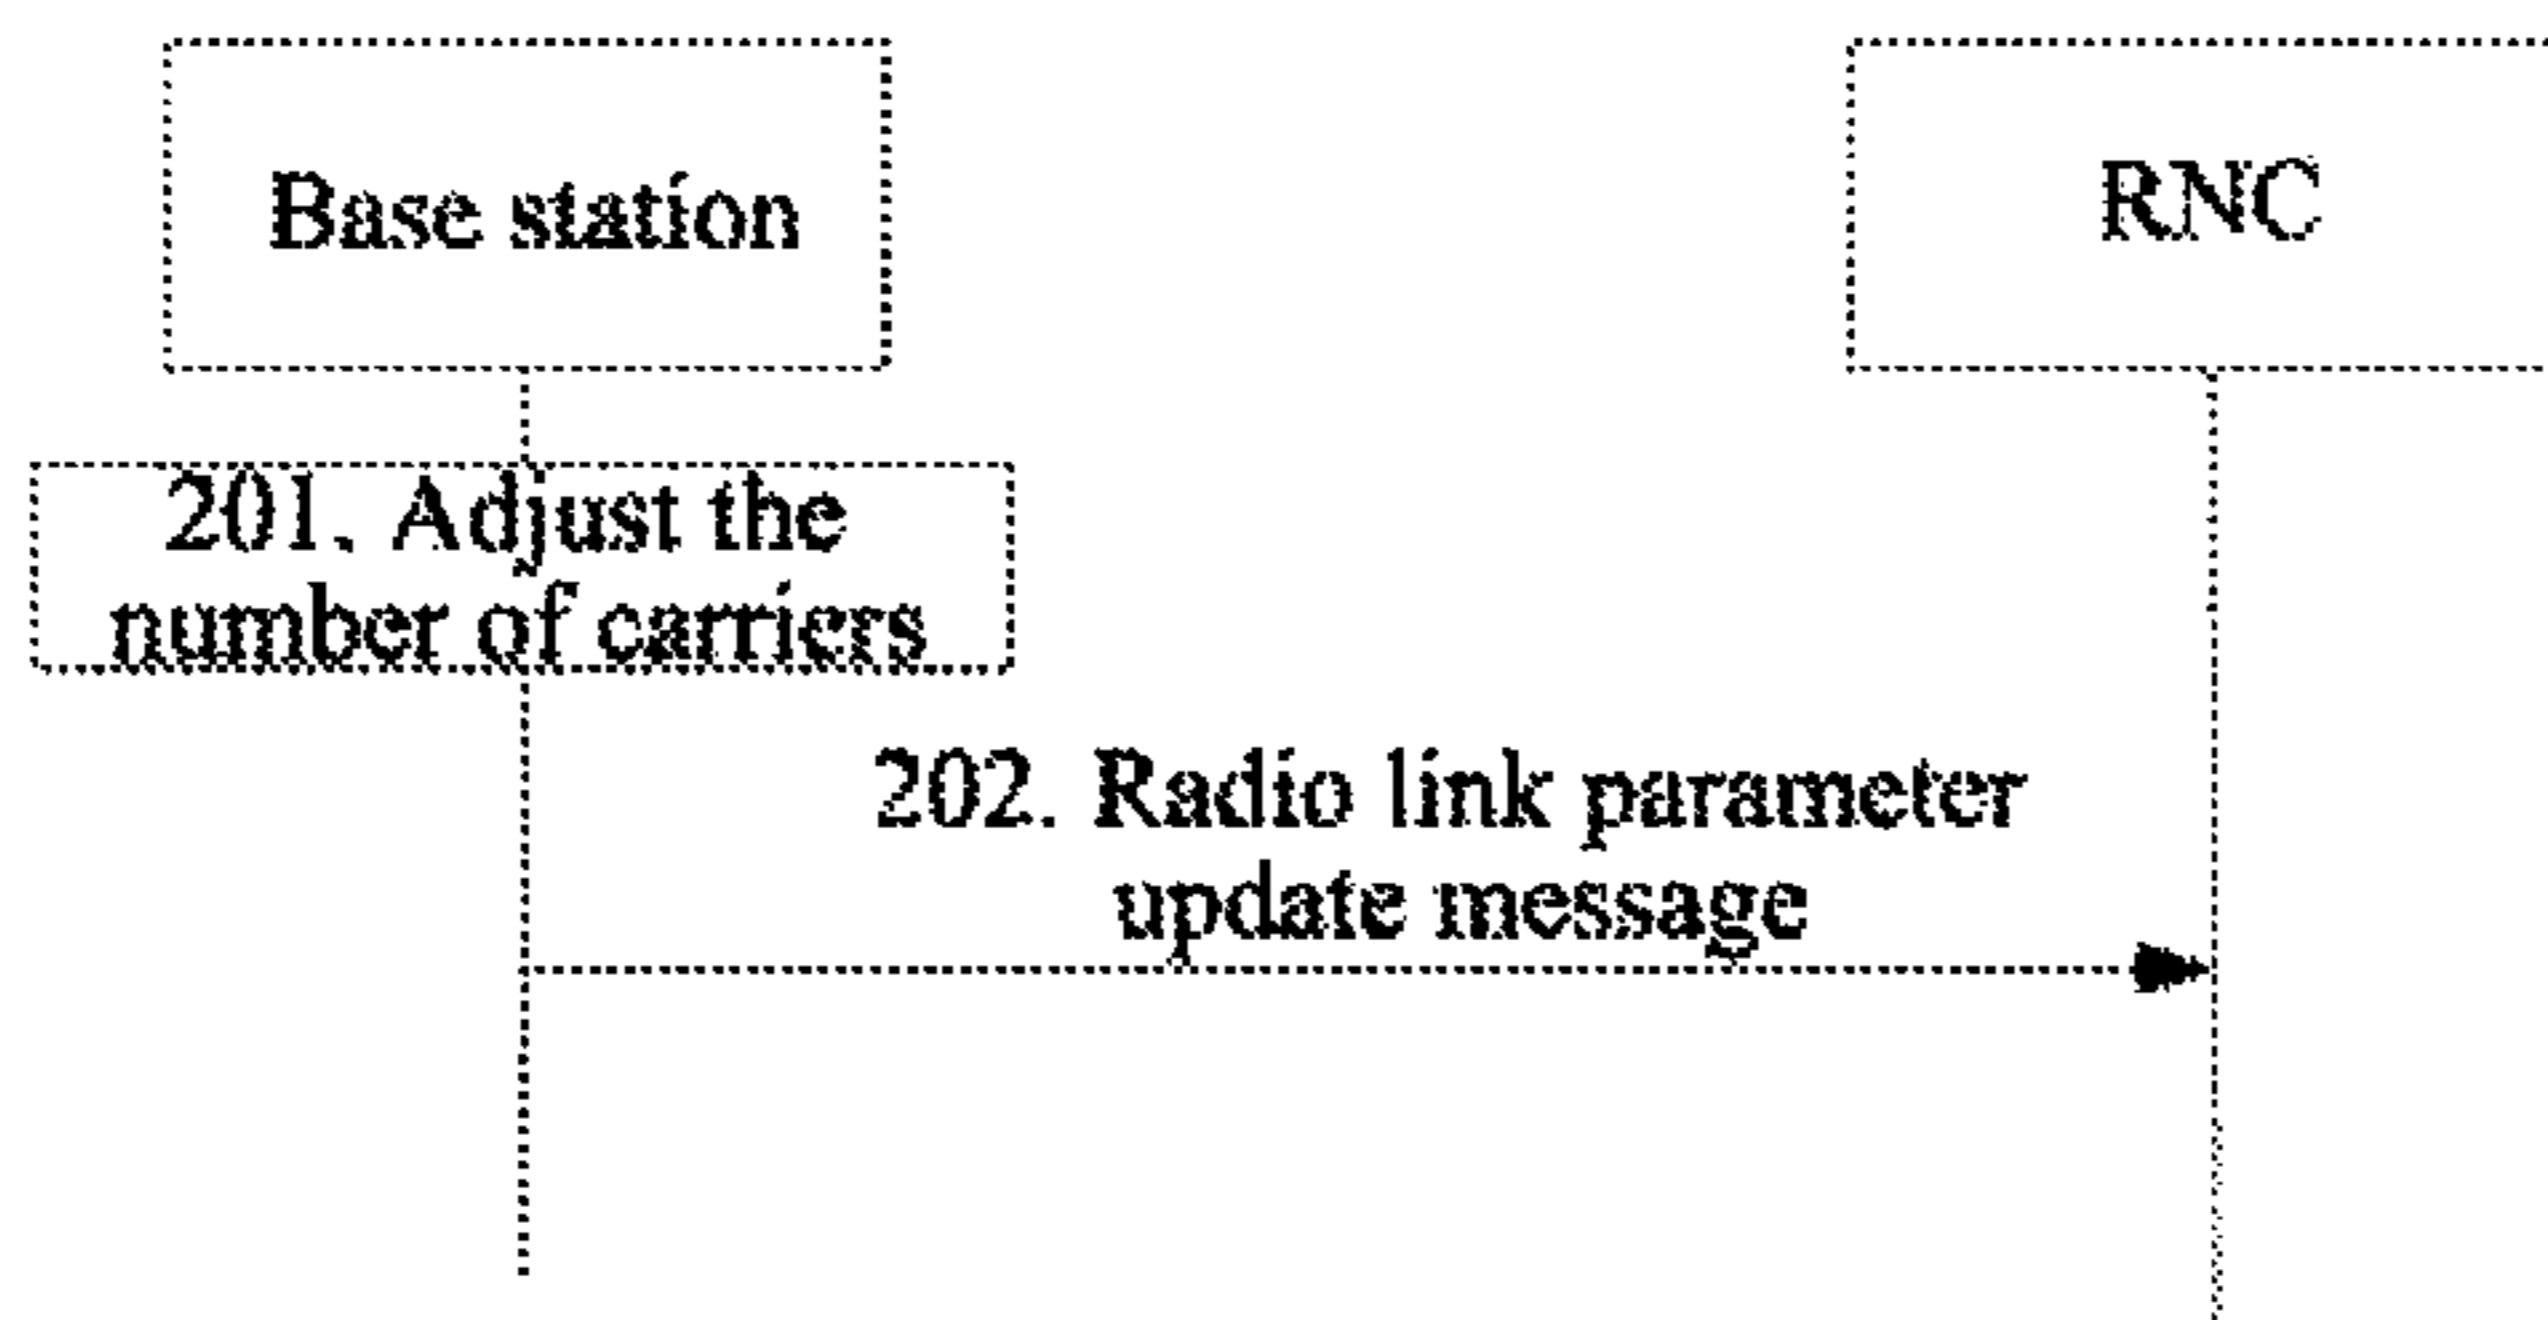 Base station
RNC
201. Adjust the
number of carriers
202. Radio link parameter
update message